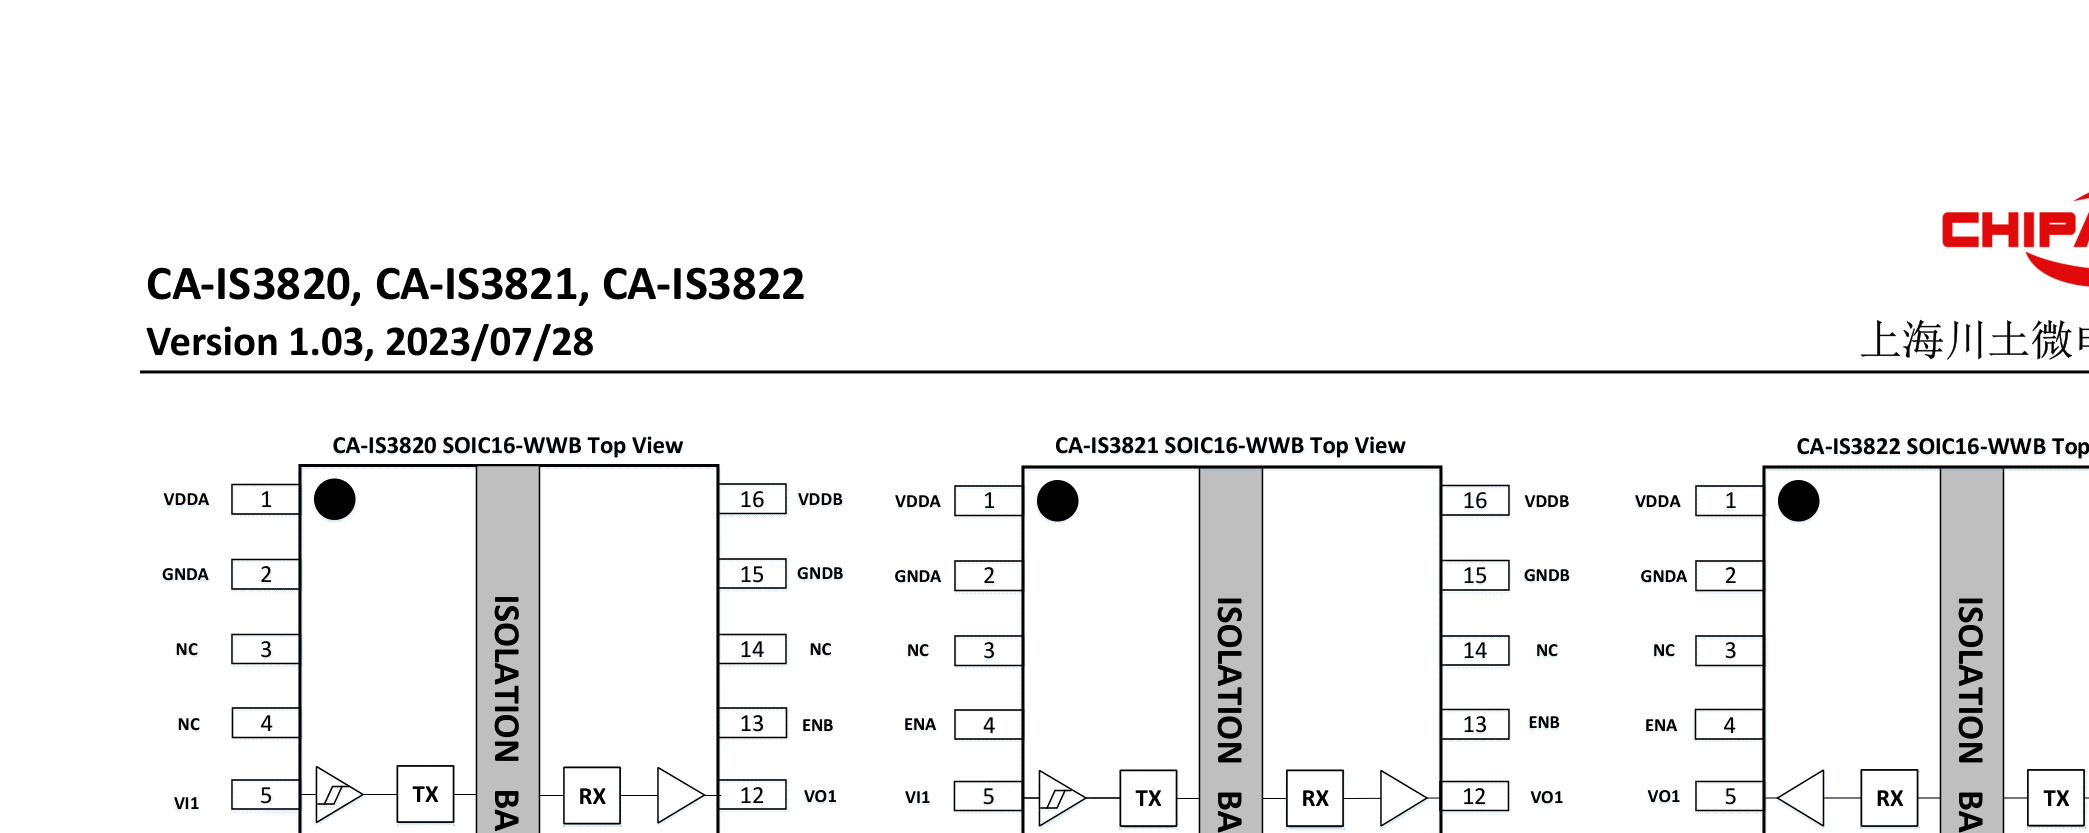 CA-IS3820, CA-IS3821, CA-IS3822
Version 1.03, 2023/07/28
上海川土微
CA-IS3820 SOIC16-WWB Top View
VDDA 1 16 VDDB
GNDA 2 15 GNDB
NC 3 14 NC
NC 4 13 ENB
VI1 5 TX RX 12 VO1
ISOLATION BA
CA-IS3821 SOIC16-WWB Top View
VDDA 1 16 VDDB
GNDA 2 15 GNDB
NC 3 14 NC
ENA 4 13 ENB
VI1 5 TX RX 12 VO1
ISOLATION BA
CA-IS3822 SOIC16-WWB Top
VDDA 1
GNDA 2
NC 3
ENA 4
VO1 5 RX TX
ISOLATION BA